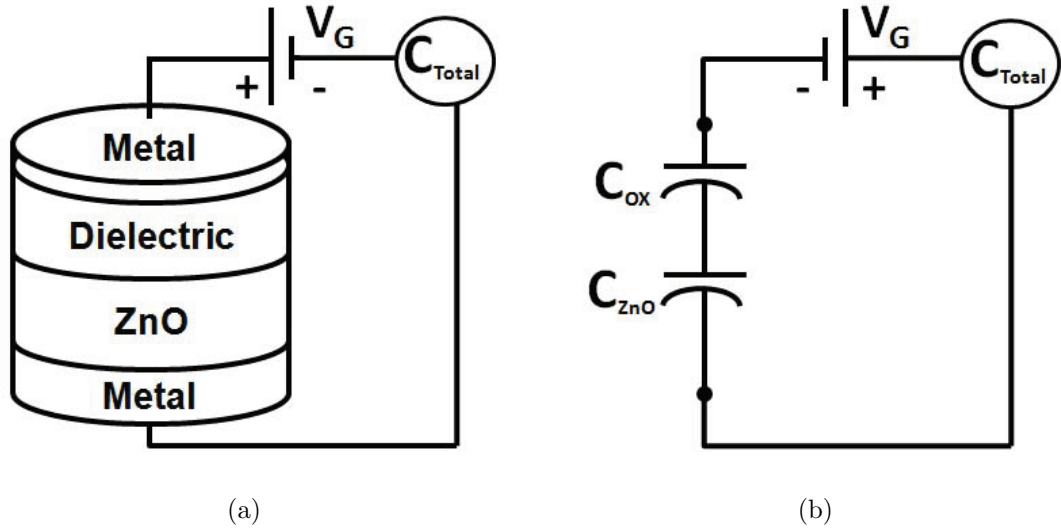 V_G
+ -
C_Total
Metal
Dielectric
ZnO
Metal
(a)
V_G
- +
C_Total
C_OX
C_ZnO
(b)